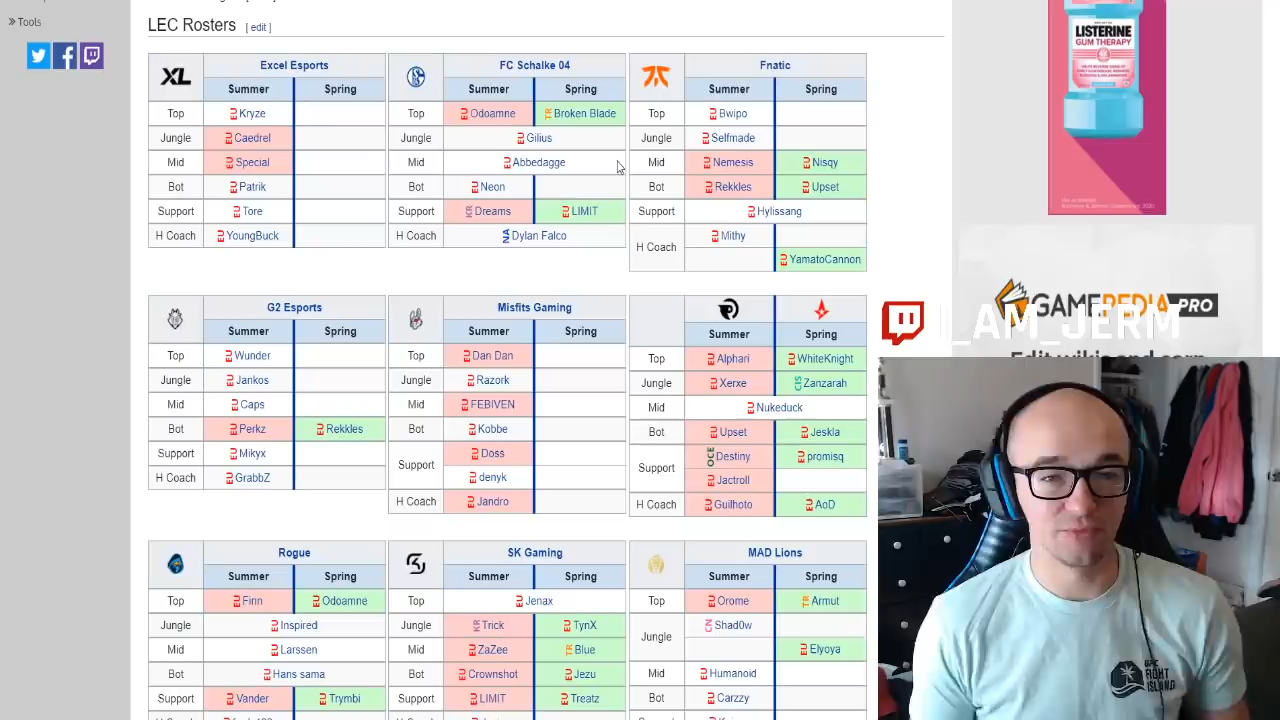 Tools
LEC Rosters [ edit ]
XL Excel Esports
Summer Spring
Top Kryze
Jungle Caedrel
Mid Special
Bot Patrik
Support Tore
H Coach YoungBuck
FC Schalke
Summer Spring
Top Odoamne Broken Blade
Jungle Gilius
Mid Abbedagge
Bot Neon
Support Dreams LIMIT
H Coach Dylan Falco
Fnatic
Summer Spring
Top Bwipo
Jungle Selfmade
Mid Nemesis Nisqy
Bot Rekkles Upset
Support Hylissang
H Coach Mithy
YamatoCannon
G2 Esports
Summer Spring
Top Wunder
Jungle Jankos
Mid Caps
Bot Perkz Rekkles
Support Mikyx
H Coach GrabbZ
Misfits Gaming
Summer Spring
Top Dan Dan
Jungle Razork
Mid FEBIVEN
Bot Kobbe
Support Doss
denyk
H Coach Jandro
Summer Spring
Top Alphari WhiteKnight
Jungle Xerxe Zanzarah
Mid Nukeduck
Bot Upset Jeskla
Support Destiny promisq
Jactroll
H Coach Guilhoto AoD
Rogue
Summer Spring
Top Finn Odoamne
Jungle Inspired
Mid Larssen
Bot Hans sama
Support Vander Trymbi
SK Gaming
Summer Spring
Top Jenax
Jungle Trick TynX
Mid ZaZee Blue
Bot Crownshot Jezu
Support LIMIT Treatz
MAD Lions
Summer Spring
Top Orome Armut
Jungle Shad0w
Elyoya
Mid Humanoid
Bot Carzzy
LISTERINE
GUM THERAPY
GAMEPEDIA PRO
I_AM_JERM
Edit wikis and earn
UFC
FIGHT
ISLAND